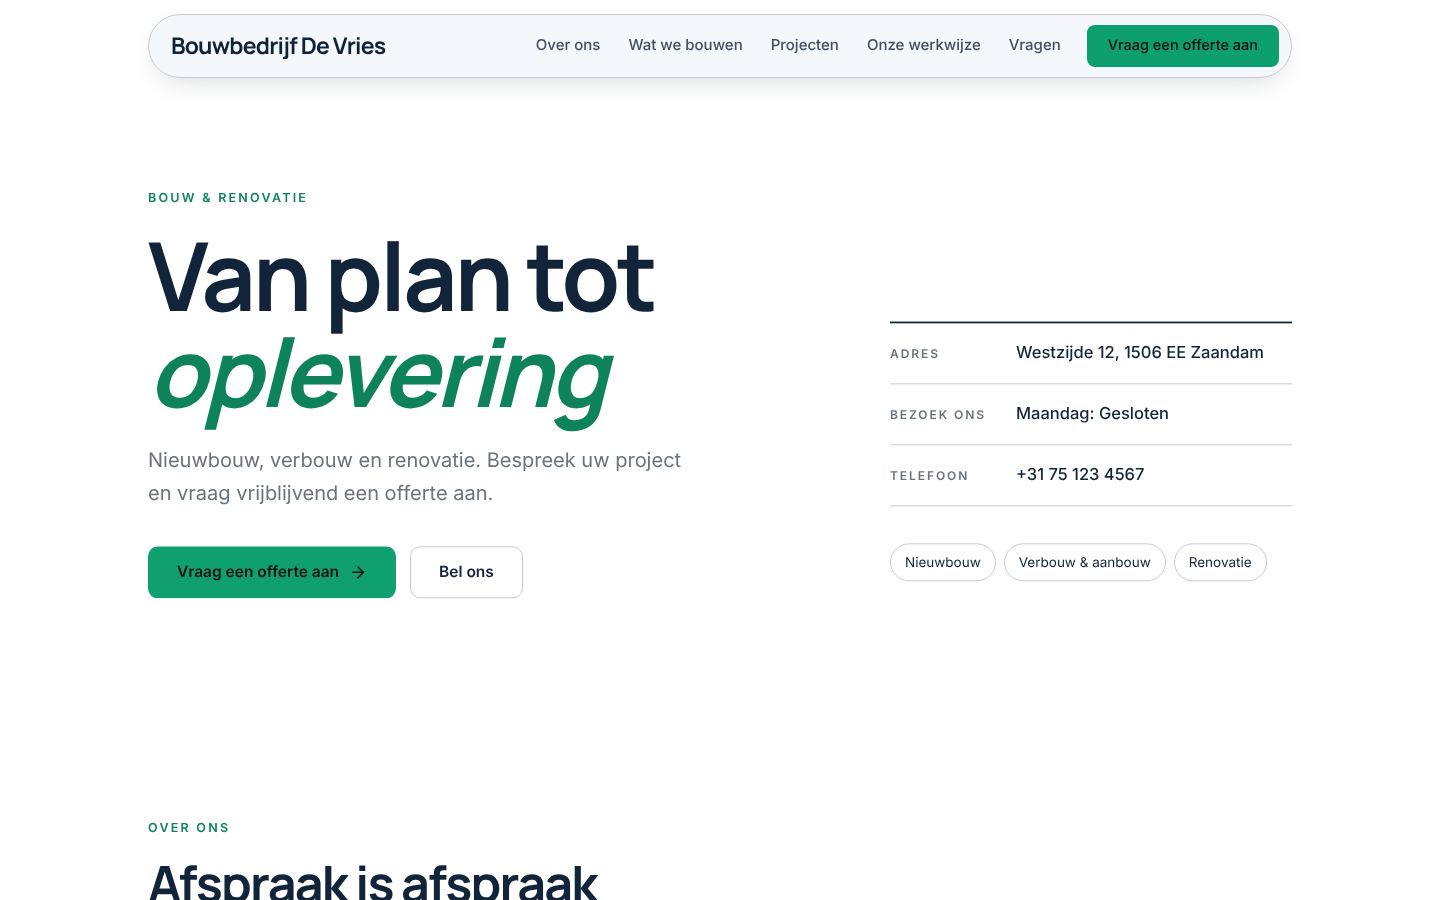 Bouwbedrijf De Vries
Over ons
Wat we bouwen
Projecten
Onze werkwijze
Vragen
Vraag een offerte aan
BOUW & RENOVATIE
Van plan tot
oplevering
Nieuwbouw, verbouw en renovatie. Bespreek uw project
en vraag vrijblijvend een offerte aan.
Vraag een offerte aan →
Bel ons
ADRES Westzijde 12, 1506 EE Zaandam
BEZOEK ONS Maandag: Gesloten
TELEFOON +31 75 123 4567
Nieuwbouw
Verbouw & aanbouw
Renovatie
OVER ONS
Afspraak is afspraak